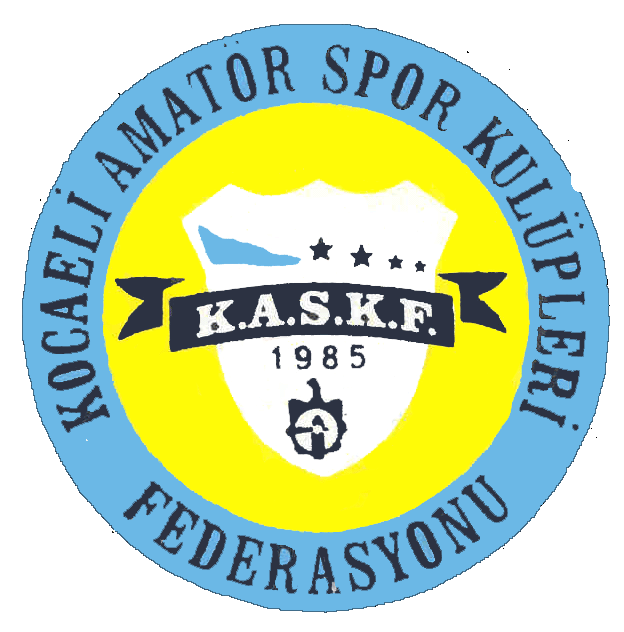 KOCAELİ AMATÖR SPOR KULÜPLERİ
FEDERASYONU
K.A.S.K.F.
1985